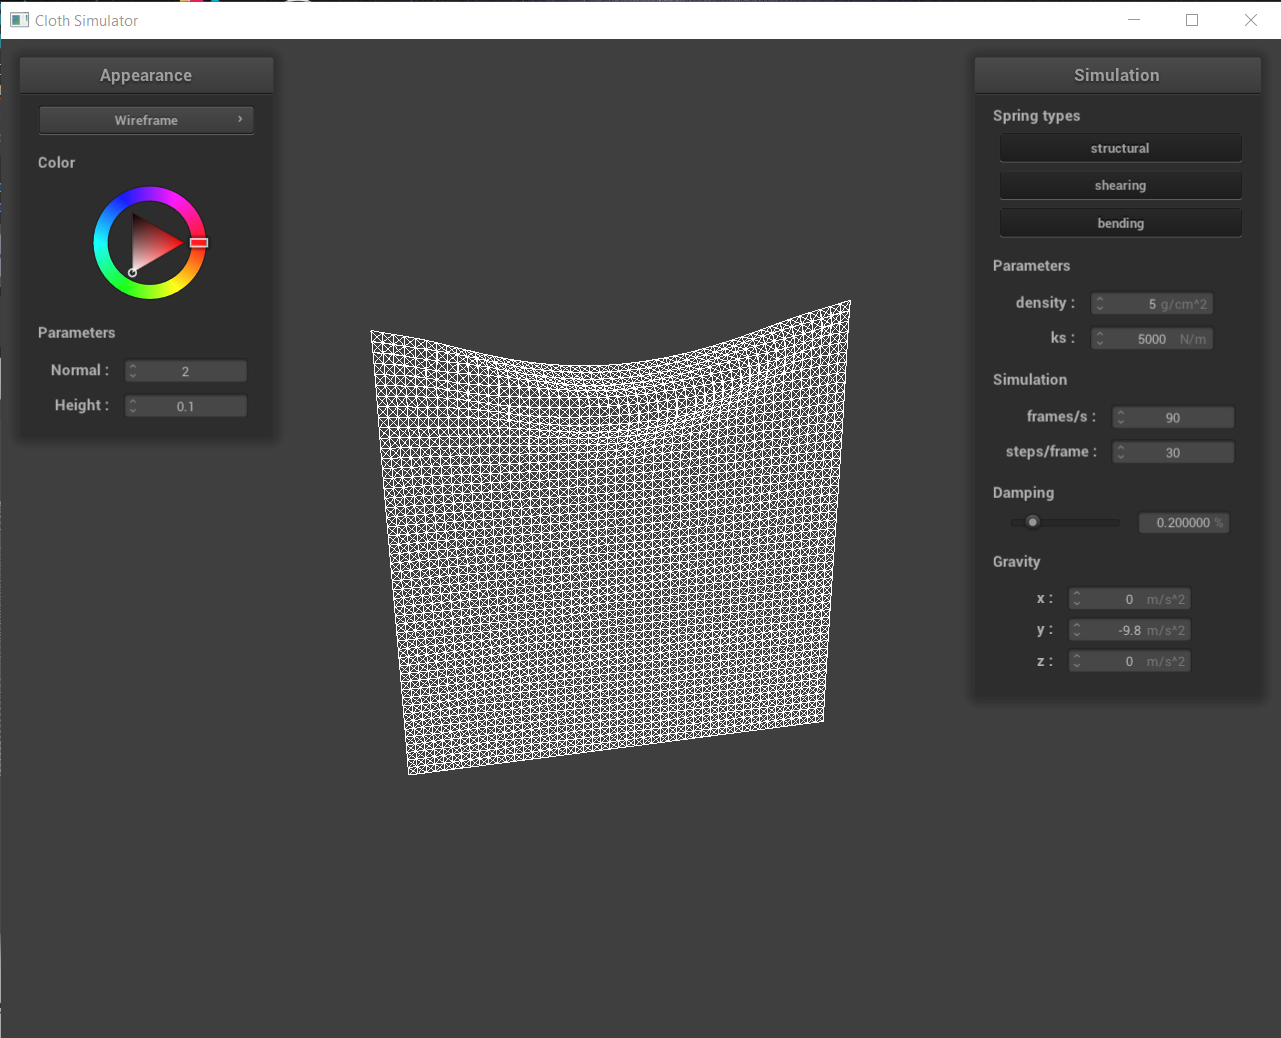 Cloth Simulator
Appearance
Wireframe
Color
Parameters
Normal : 2
Height : 0.1
Simulation
Spring types
structural
shearing
bending
Parameters
density : 5 g/cm^2
ks : 5000 N/m
Simulation
frames/s : 90
steps/frame : 30
Damping
0.200000 %
Gravity
x : 0 m/s^2
y : -9.8 m/s^2
z : 0 m/s^2